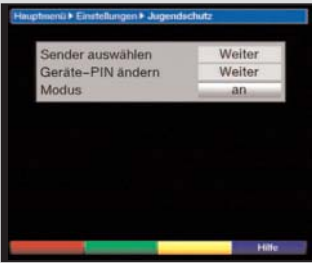 Hauptmenü ▸ Einstellungen ▸ Jugendschutz
Sender auswählen Weiter
Geräte-PIN ändern Weiter
Modus an
Hilfe